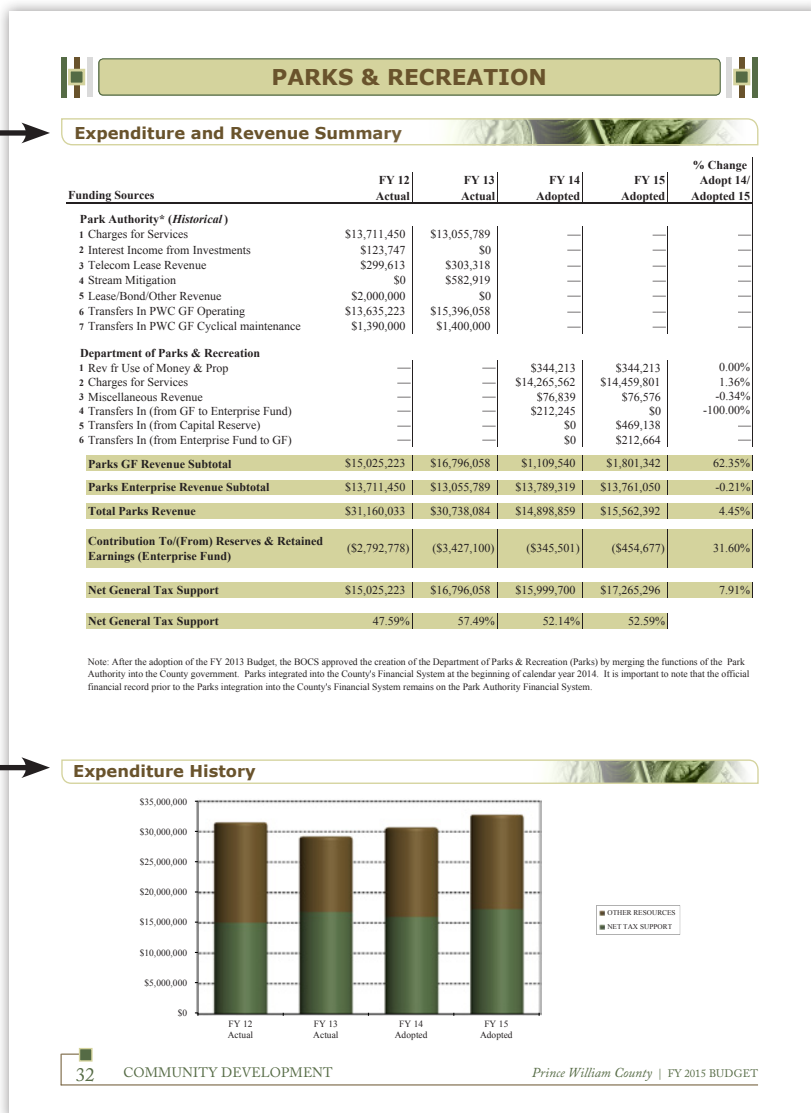 PARKS & RECREATION
Expenditure and Revenue Summary
% Change
FY 12 FY 13 FY 14 FY 15 Adopt 14/
Funding Sources Actual Actual Adopted Adopted Adopted 15
Park Authority* (Historical)
1 Charges for Services $13,711,450 $13,055,789 — — —
2 Interest Income from Investments $123,747 $0 — — —
3 Telecom Lease Revenue $299,613 $303,318 — — —
4 Stream Mitigation $0 $582,919 — — —
5 Lease/Bond/Other Revenue $2,000,000 $0 — — —
6 Transfers In PWC GF Operating $13,635,223 $15,396,058 — — —
7 Transfers In PWC GF Cyclical maintenance $1,390,000 $1,400,000 — — —
Department of Parks & Recreation
1 Rev fr Use of Money & Prop — — $344,213 $344,213 0.00%
2 Charges for Services — — $14,265,562 $14,459,801 1.36%
3 Miscellaneous Revenue — — $76,839 $76,576 -0.34%
4 Transfers In (from GF to Enterprise Fund) — — $212,245 $0 -100.00%
5 Transfers In (from Capital Reserve) — — $0 $469,138 —
6 Transfers In (from Enterprise Fund to GF) — — $0 $212,664 —
Parks GF Revenue Subtotal $15,025,223 $16,796,058 $1,109,540 $1,801,342 62.35%
Parks Enterprise Revenue Subtotal $13,711,450 $13,055,789 $13,789,319 $13,761,050 -0.21%
Total Parks Revenue $31,160,033 $30,738,084 $14,898,859 $15,562,392 4.45%
Contribution To/(From) Reserves & Retained
Earnings (Enterprise Fund) ($2,792,778) ($3,427,100) ($345,501) ($454,677) 31.60%
Net General Tax Support $15,025,223 $16,796,058 $15,999,700 $17,265,296 7.91%
Net General Tax Support 47.59% 57.49% 52.14% 52.59%
Note: After the adoption of the FY 2013 Budget, the BOCS approved the creation of the Department of Parks & Recreation (Parks) by merging the functions of the Park
Authority into the County government. Parks integrated into the County's Financial System at the beginning of calendar year 2014. It is important to note that the official
financial record prior to the Parks integration into the County's Financial System remains on the Park Authority Financial System.
Expenditure History
$35,000,000
$30,000,000
$25,000,000
$20,000,000
$15,000,000
$10,000,000
$5,000,000
$0
OTHER RESOURCES
NET TAX SUPPORT
FY 12 FY 13 FY 14 FY 15
Actual Actual Adopted Adopted
32 COMMUNITY DEVELOPMENT Prince William County | FY 2015 BUDGET